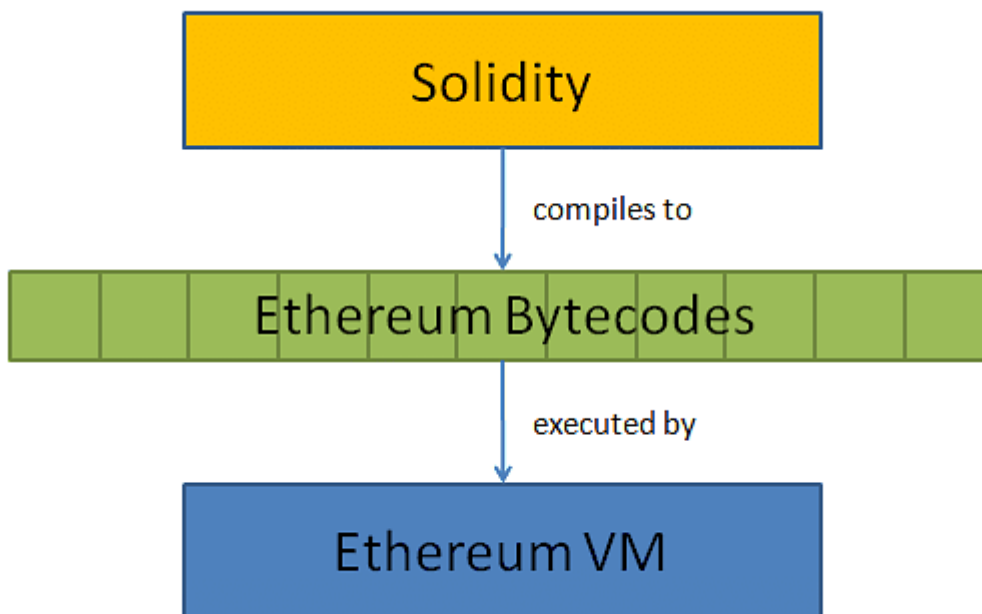 Solidity
compiles to
Ethereum Bytecodes
executed by
Ethereum VM